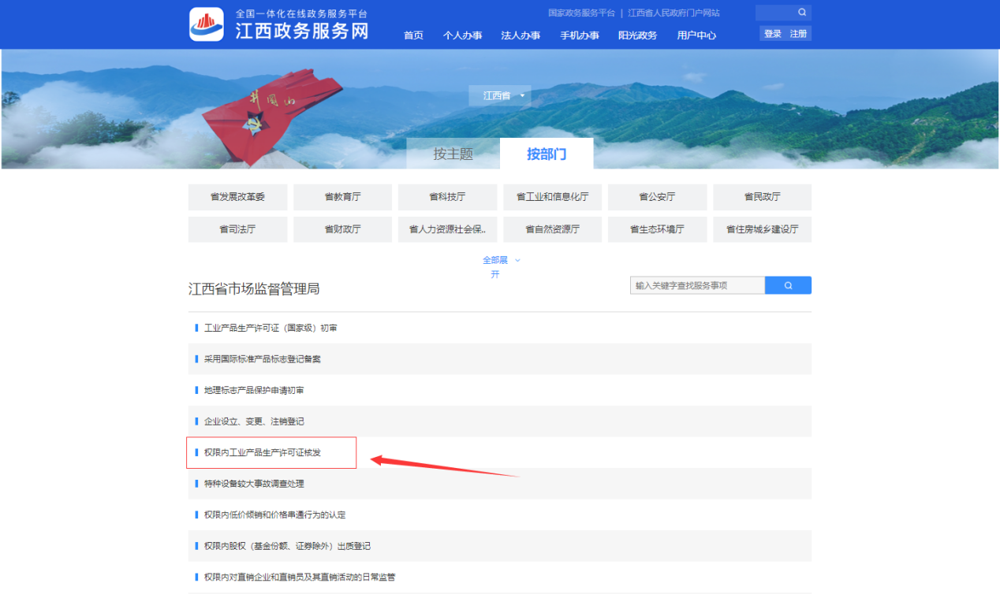 全国一体化在线政务服务平台
江西政务服务网
国家政务服务平台 | 江西省人民政府门户网站
首页 个人办事 法人办事 手机办事 阳光政务 用户中心
登录 注册
井冈山
江西省
按主题 按部门
省发展改革委 省教育厅 省科技厅 省工业和信息化厅 省公安厅 省民政厅
省司法厅 省财政厅 省人力资源社会保.. 省自然资源厅 省生态环境厅 省住房城乡建设厅
全部展
开
江西省市场监督管理局
输入关键字查找服务事项
工业产品生产许可证（国家级）初审
采用国际标准产品标志登记备案
地理标志产品保护申请初审
企业设立、变更、注销登记
权限内工业产品生产许可证核发
特种设备较大事故调查处理
权限内低价倾销和价格串通行为的认定
权限内股权（基金份额、证券除外）出质登记
权限内对直销企业和直销员及其直销活动的日常监管